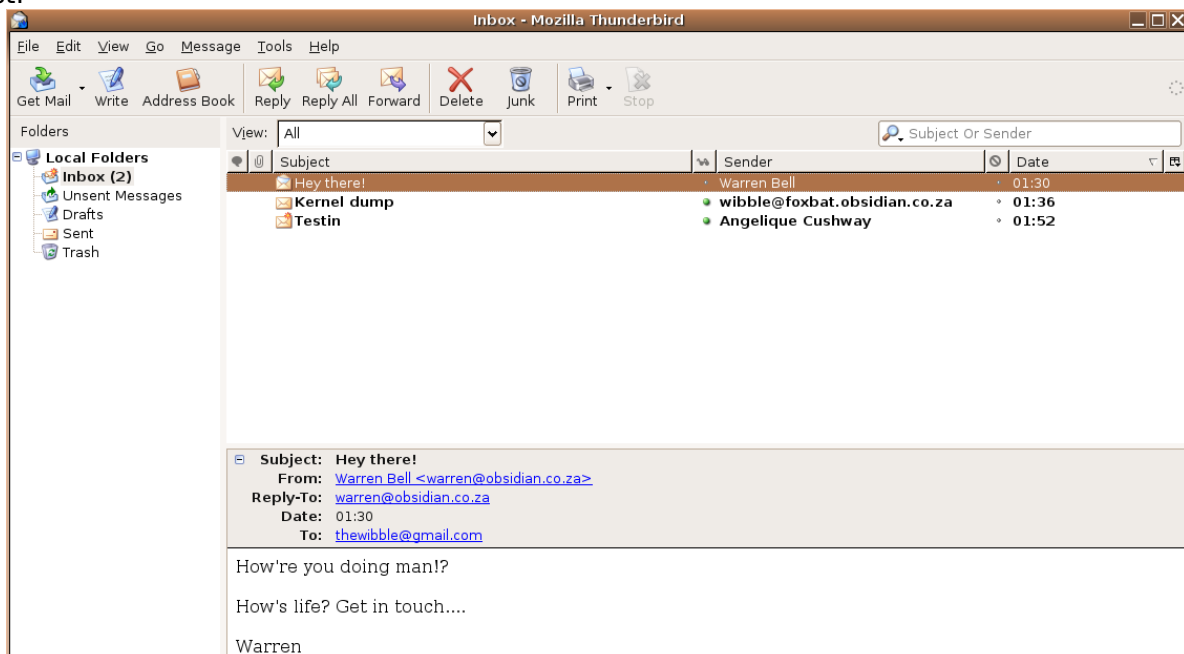 Inbox - Mozilla Thunderbird
File Edit View Go Message Tools Help
Get Mail Write Address Book Reply Reply All Forward Delete Junk Print Stop
Folders View: All Subject Or Sender
Local Folders Subject Sender Date
Inbox (2) Hey there! Warren Bell 01:30
Unsent Messages Kernel dump wibble@foxbat.obsidian.co.za 01:36
Drafts Testin Angelique Cushway 01:52
Sent
Trash
Subject: Hey there!
From: Warren Bell <warren@obsidian.co.za>
Reply-To: warren@obsidian.co.za
Date: 01:30
To: thewibble@gmail.com
How're you doing man!?
How's life? Get in touch....
Warren